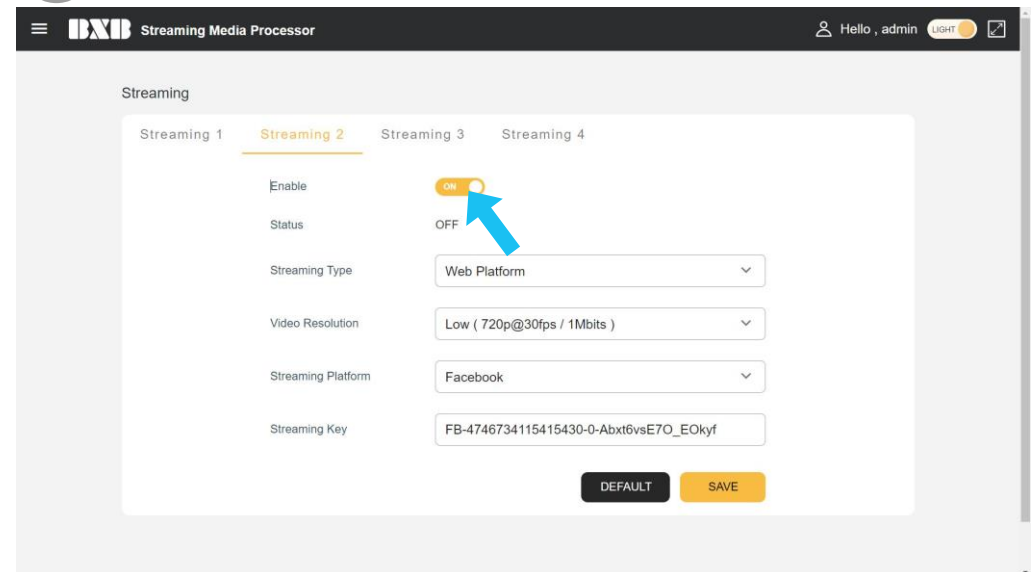 BXB Streaming Media Processor Hello , admin LIGHT
Streaming
Streaming 1 Streaming 2 Streaming 3 Streaming 4
Enable ON
Status OFF
Streaming Type Web Platform
Video Resolution Low ( 720p@30fps / 1Mbits )
Streaming Platform Facebook
Streaming Key FB-4746734115415430-0-Abxt6vsE7O_EOkyf
DEFAULT SAVE